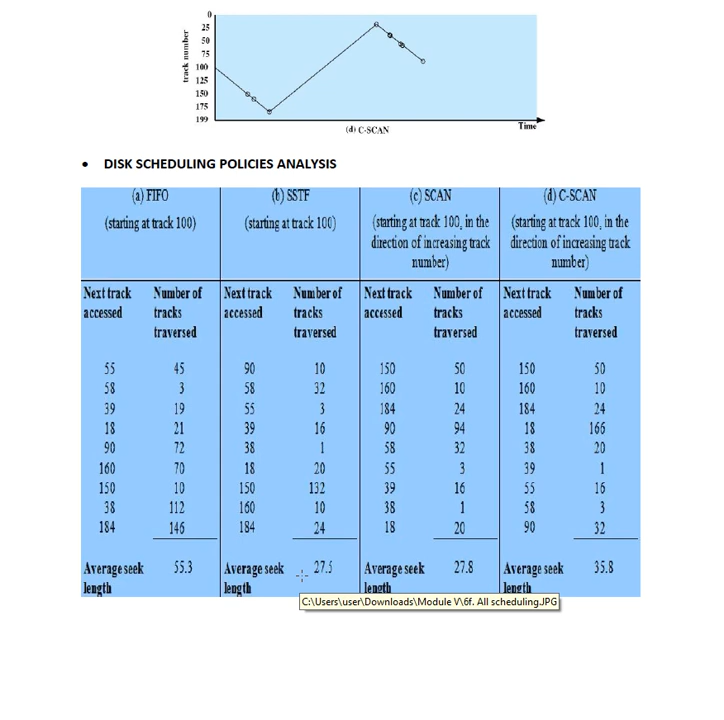 0
25
50
75
100
125
150
175
199
track number
(d) C-SCAN
Time
• DISK SCHEDULING POLICIES ANALYSIS
(a) FIFO (b) SSTF (c) SCAN (d) C-SCAN
(starting at track 100) (starting at track 100) (starting at track 100, in the (starting at track 100, in the
direction of increasing track direction of increasing track
number) number)
Next track Number of Next track Number of Next track Number of Next track Number of
accessed tracks accessed tracks accessed tracks accessed tracks
traversed traversed traversed traversed
55 45 90 10 150 50 150 50
58 3 58 32 160 10 160 10
39 19 55 3 184 24 184 24
18 21 39 16 90 94 18 166
90 72 38 1 58 32 38 20
160 70 18 20 55 3 39 1
150 10 150 132 39 16 55 16
38 112 160 10 38 1 58 3
184 146 184 24 18 20 90 32
Average seek 55.3 Average seek 27.5 Average seek 27.8 Average seek 35.8
length length length length
C:\Users\user\Downloads\Module V\6f. All scheduling.JPG